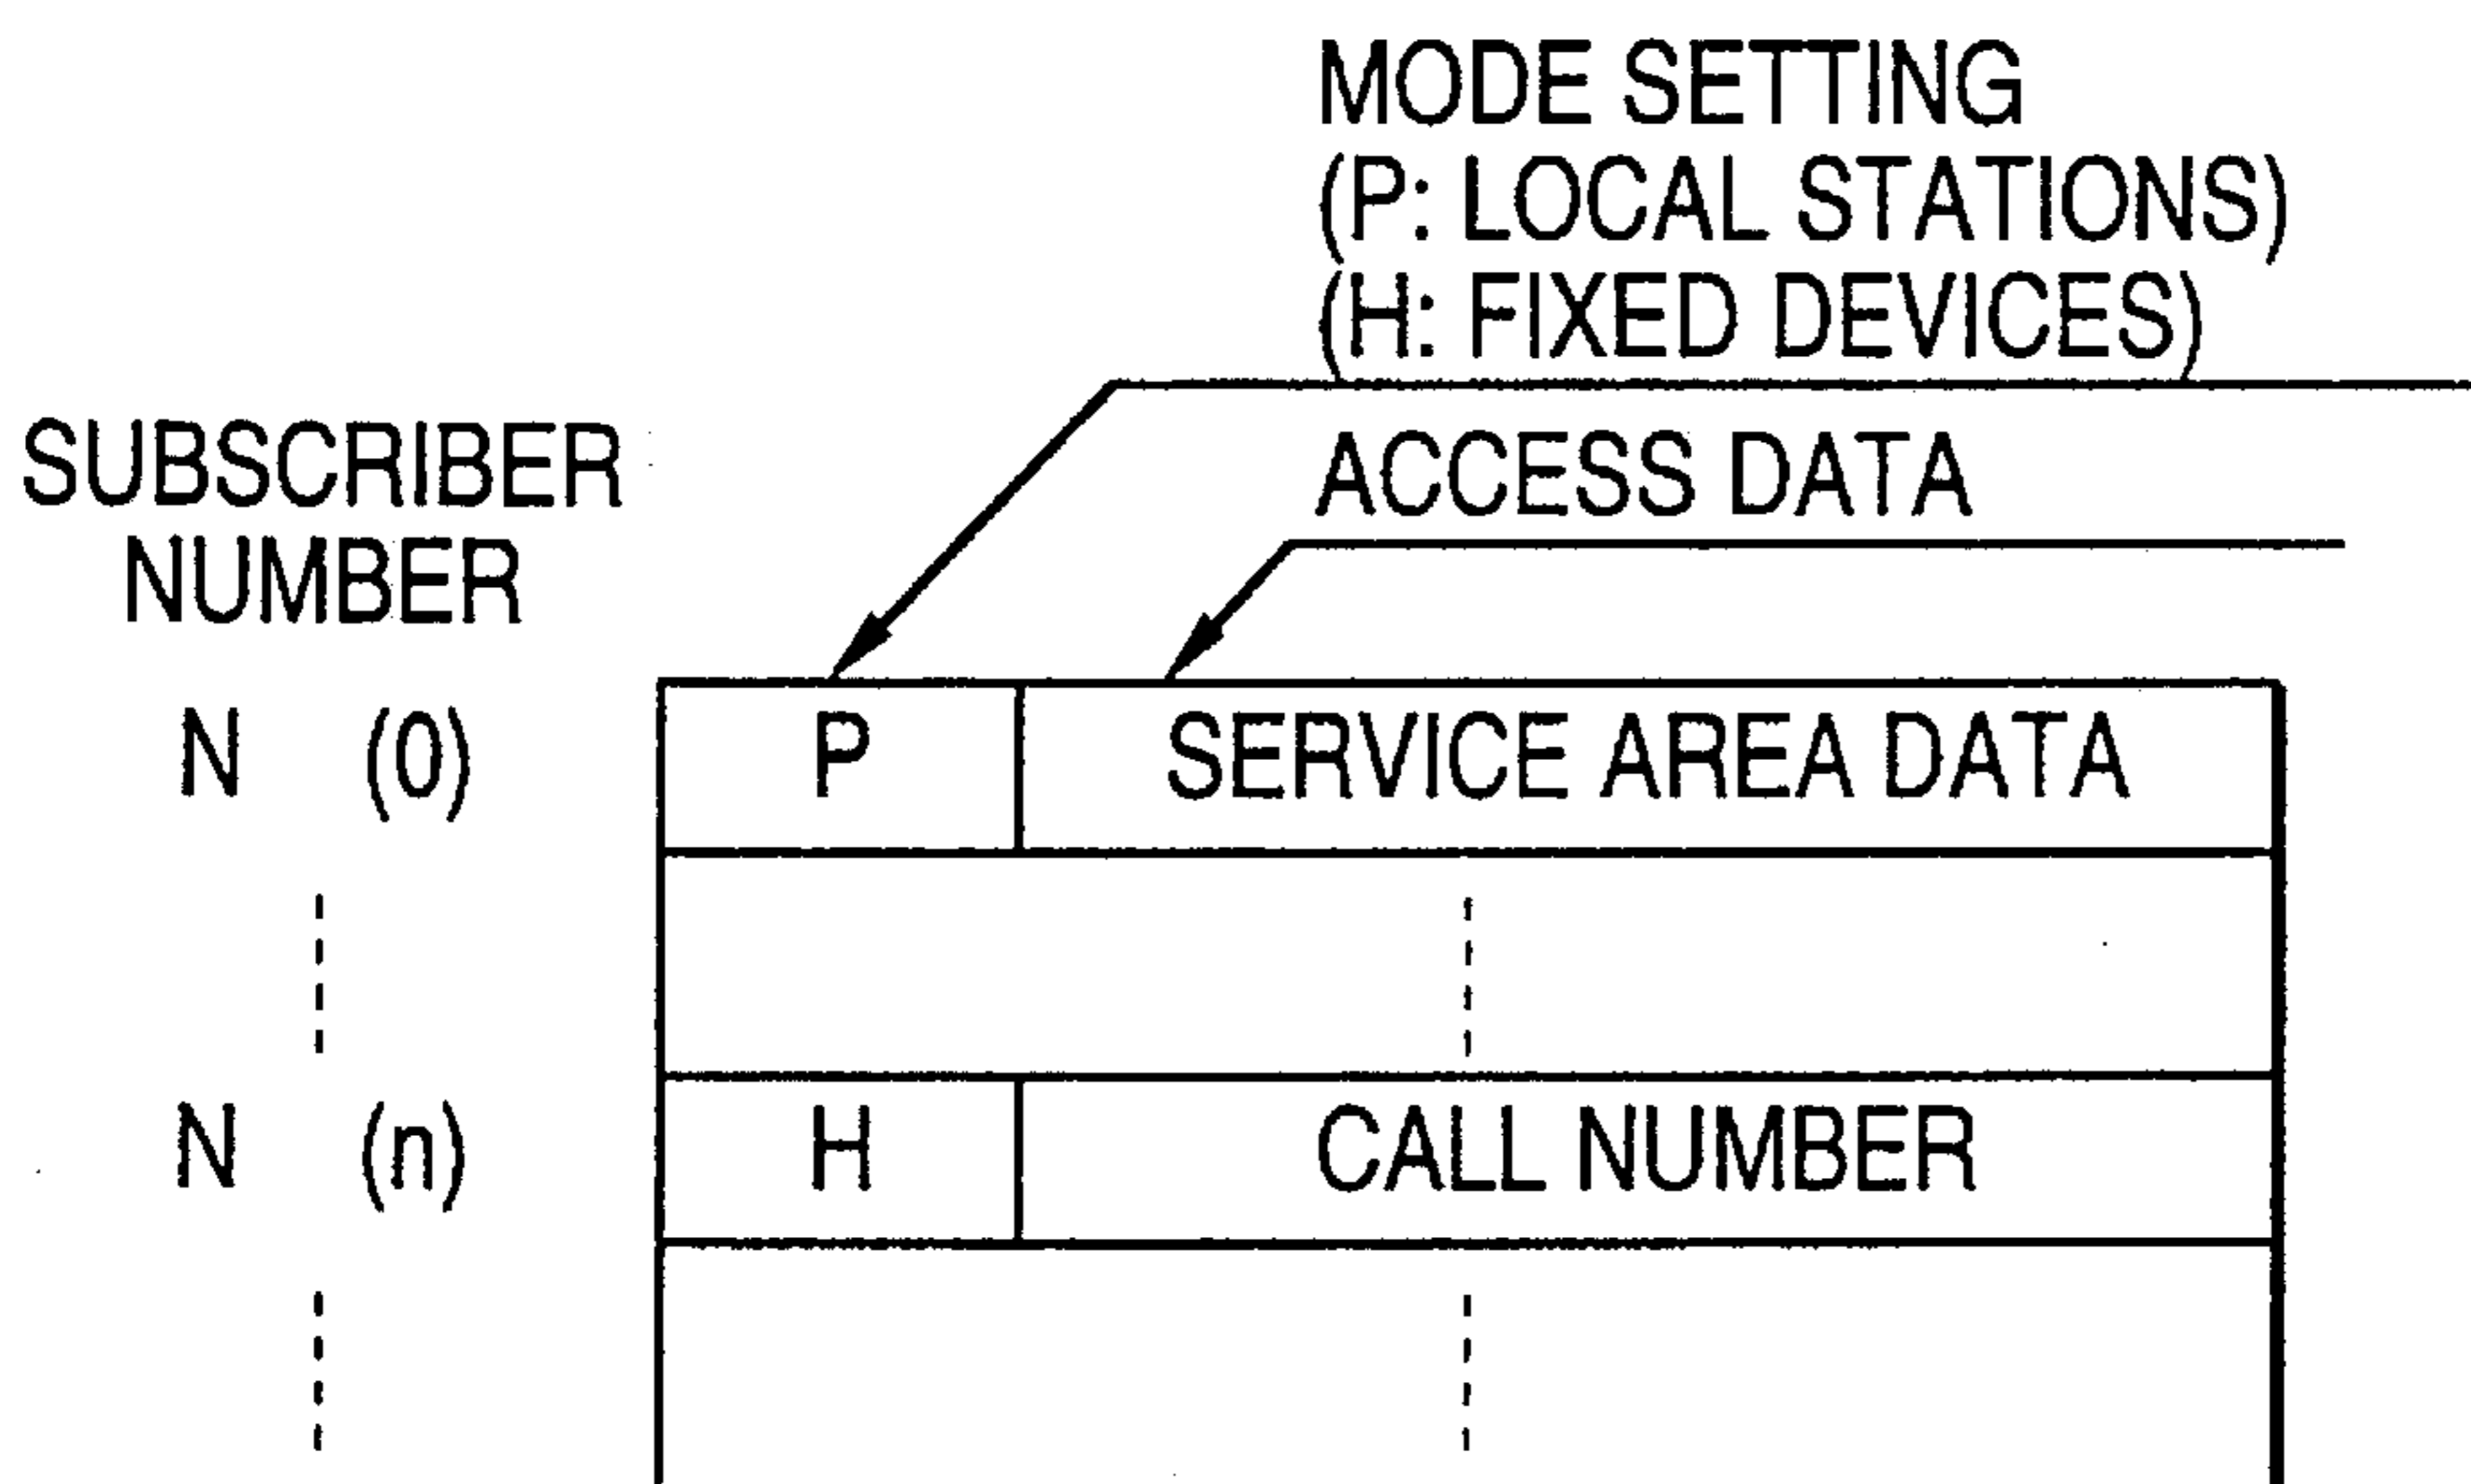 MODE SETTING
(P: LOCAL STATIONS)
(H: FIXED DEVICES)
ACCESS DATA
SUBSCRIBER
NUMBER
N (0) P SERVICE AREA DATA
N (n) H CALL NUMBER